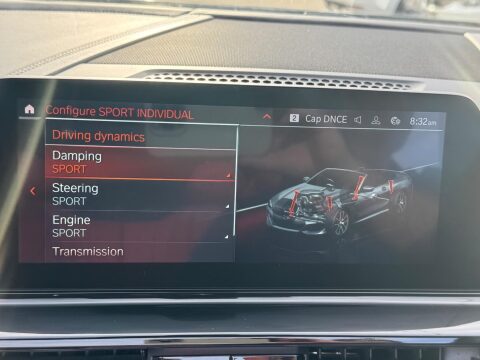 Configure SPORT INDIVIDUAL
2 Cap DNCE 8:32am
Driving dynamics
Damping
SPORT
Steering
SPORT
Engine
SPORT
Transmission